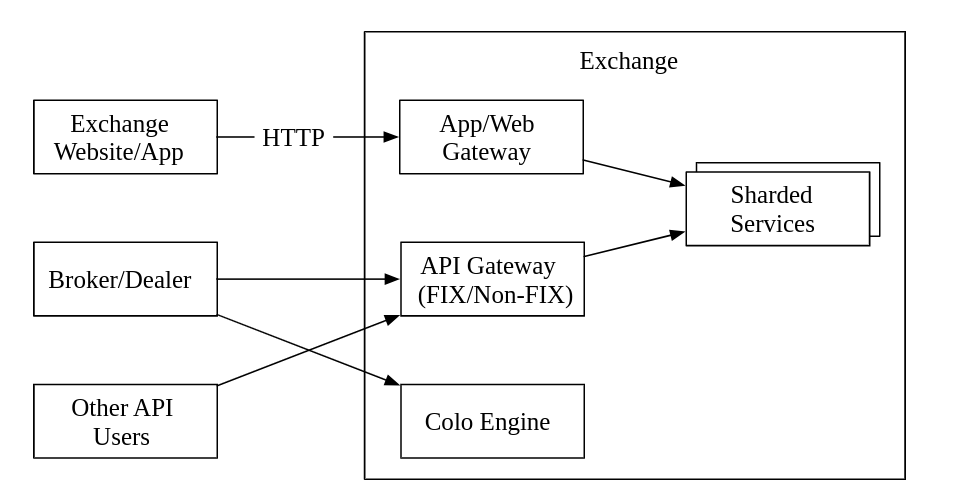 Exchange
Exchange
Website/App
HTTP
App/Web
Gateway
Sharded
Services
Broker/Dealer
API Gateway
(FIX/Non-FIX)
Other API
Users
Colo Engine